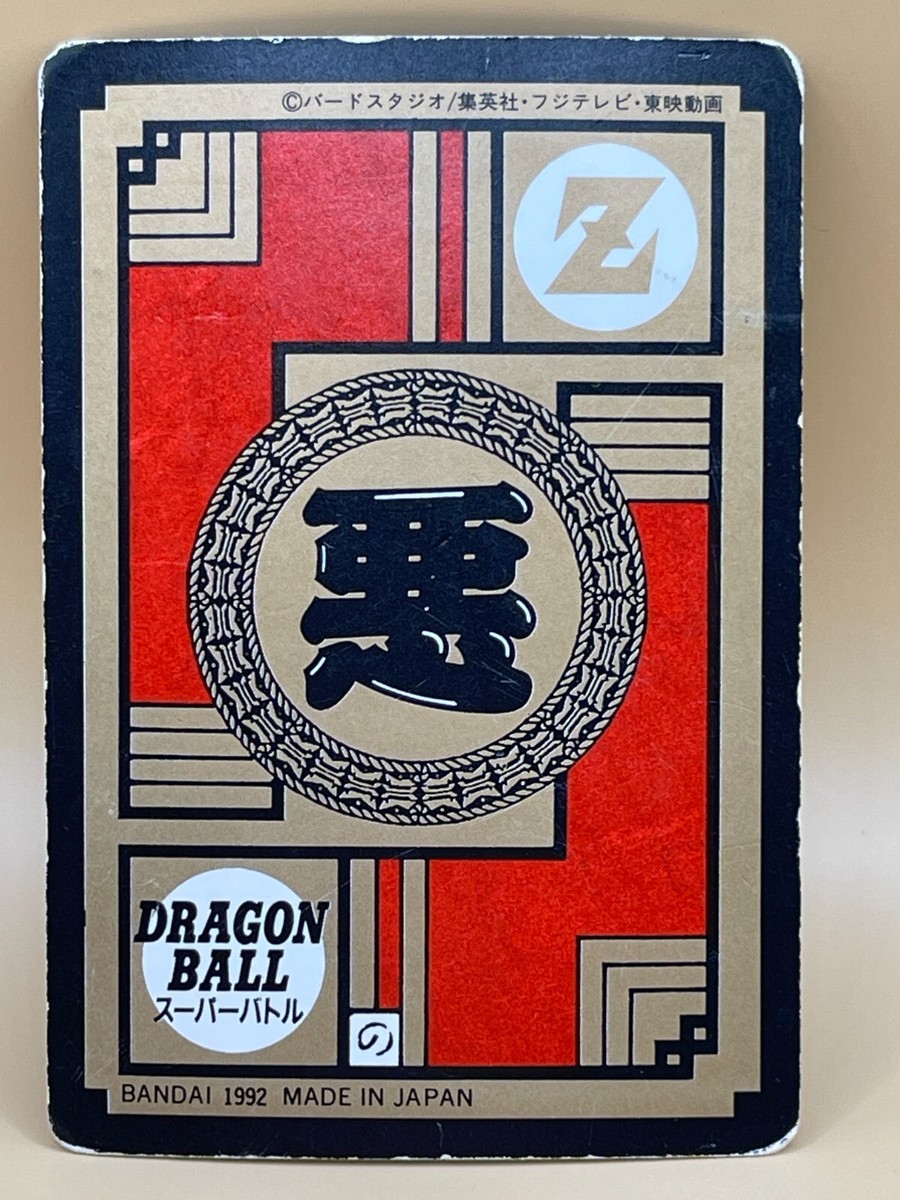 ©バードスタジオ/集英社・フジテレビ・東映動画
Z
悪
DRAGON
BALL
スーパーバトル
の
BANDAI 1992 MADE IN JAPAN